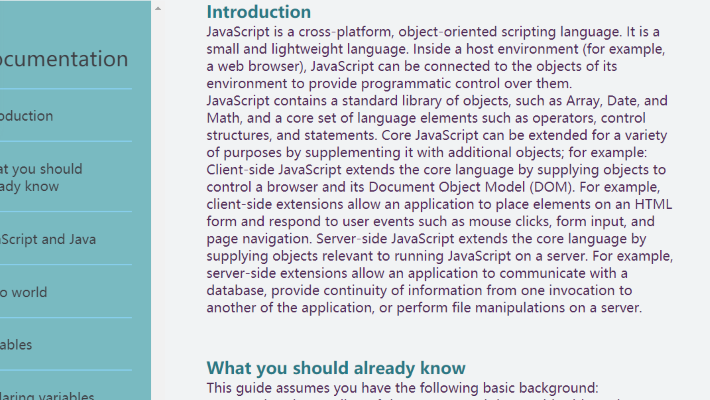 Introduction
JavaScript is a cross-platform, object-oriented scripting language. It is a
small and lightweight language. Inside a host environment (for example,
a web browser), JavaScript can be connected to the objects of its
environment to provide programmatic control over them.
JavaScript contains a standard library of objects, such as Array, Date, and
Math, and a core set of language elements such as operators, control
structures, and statements. Core JavaScript can be extended for a variety
of purposes by supplementing it with additional objects; for example:
Client-side JavaScript extends the core language by supplying objects to
control a browser and its Document Object Model (DOM). For example,
client-side extensions allow an application to place elements on an HTML
form and respond to user events such as mouse clicks, form input, and
page navigation. Server-side JavaScript extends the core language by
supplying objects relevant to running JavaScript on a server. For example,
server-side extensions allow an application to communicate with a
database, provide continuity of information from one invocation to
another of the application, or perform file manipulations on a server.
What you should already know
This guide assumes you have the following basic background:
ocumentation
oduction
at you should
ady know
aScript and Java
o world
ables
laring variables